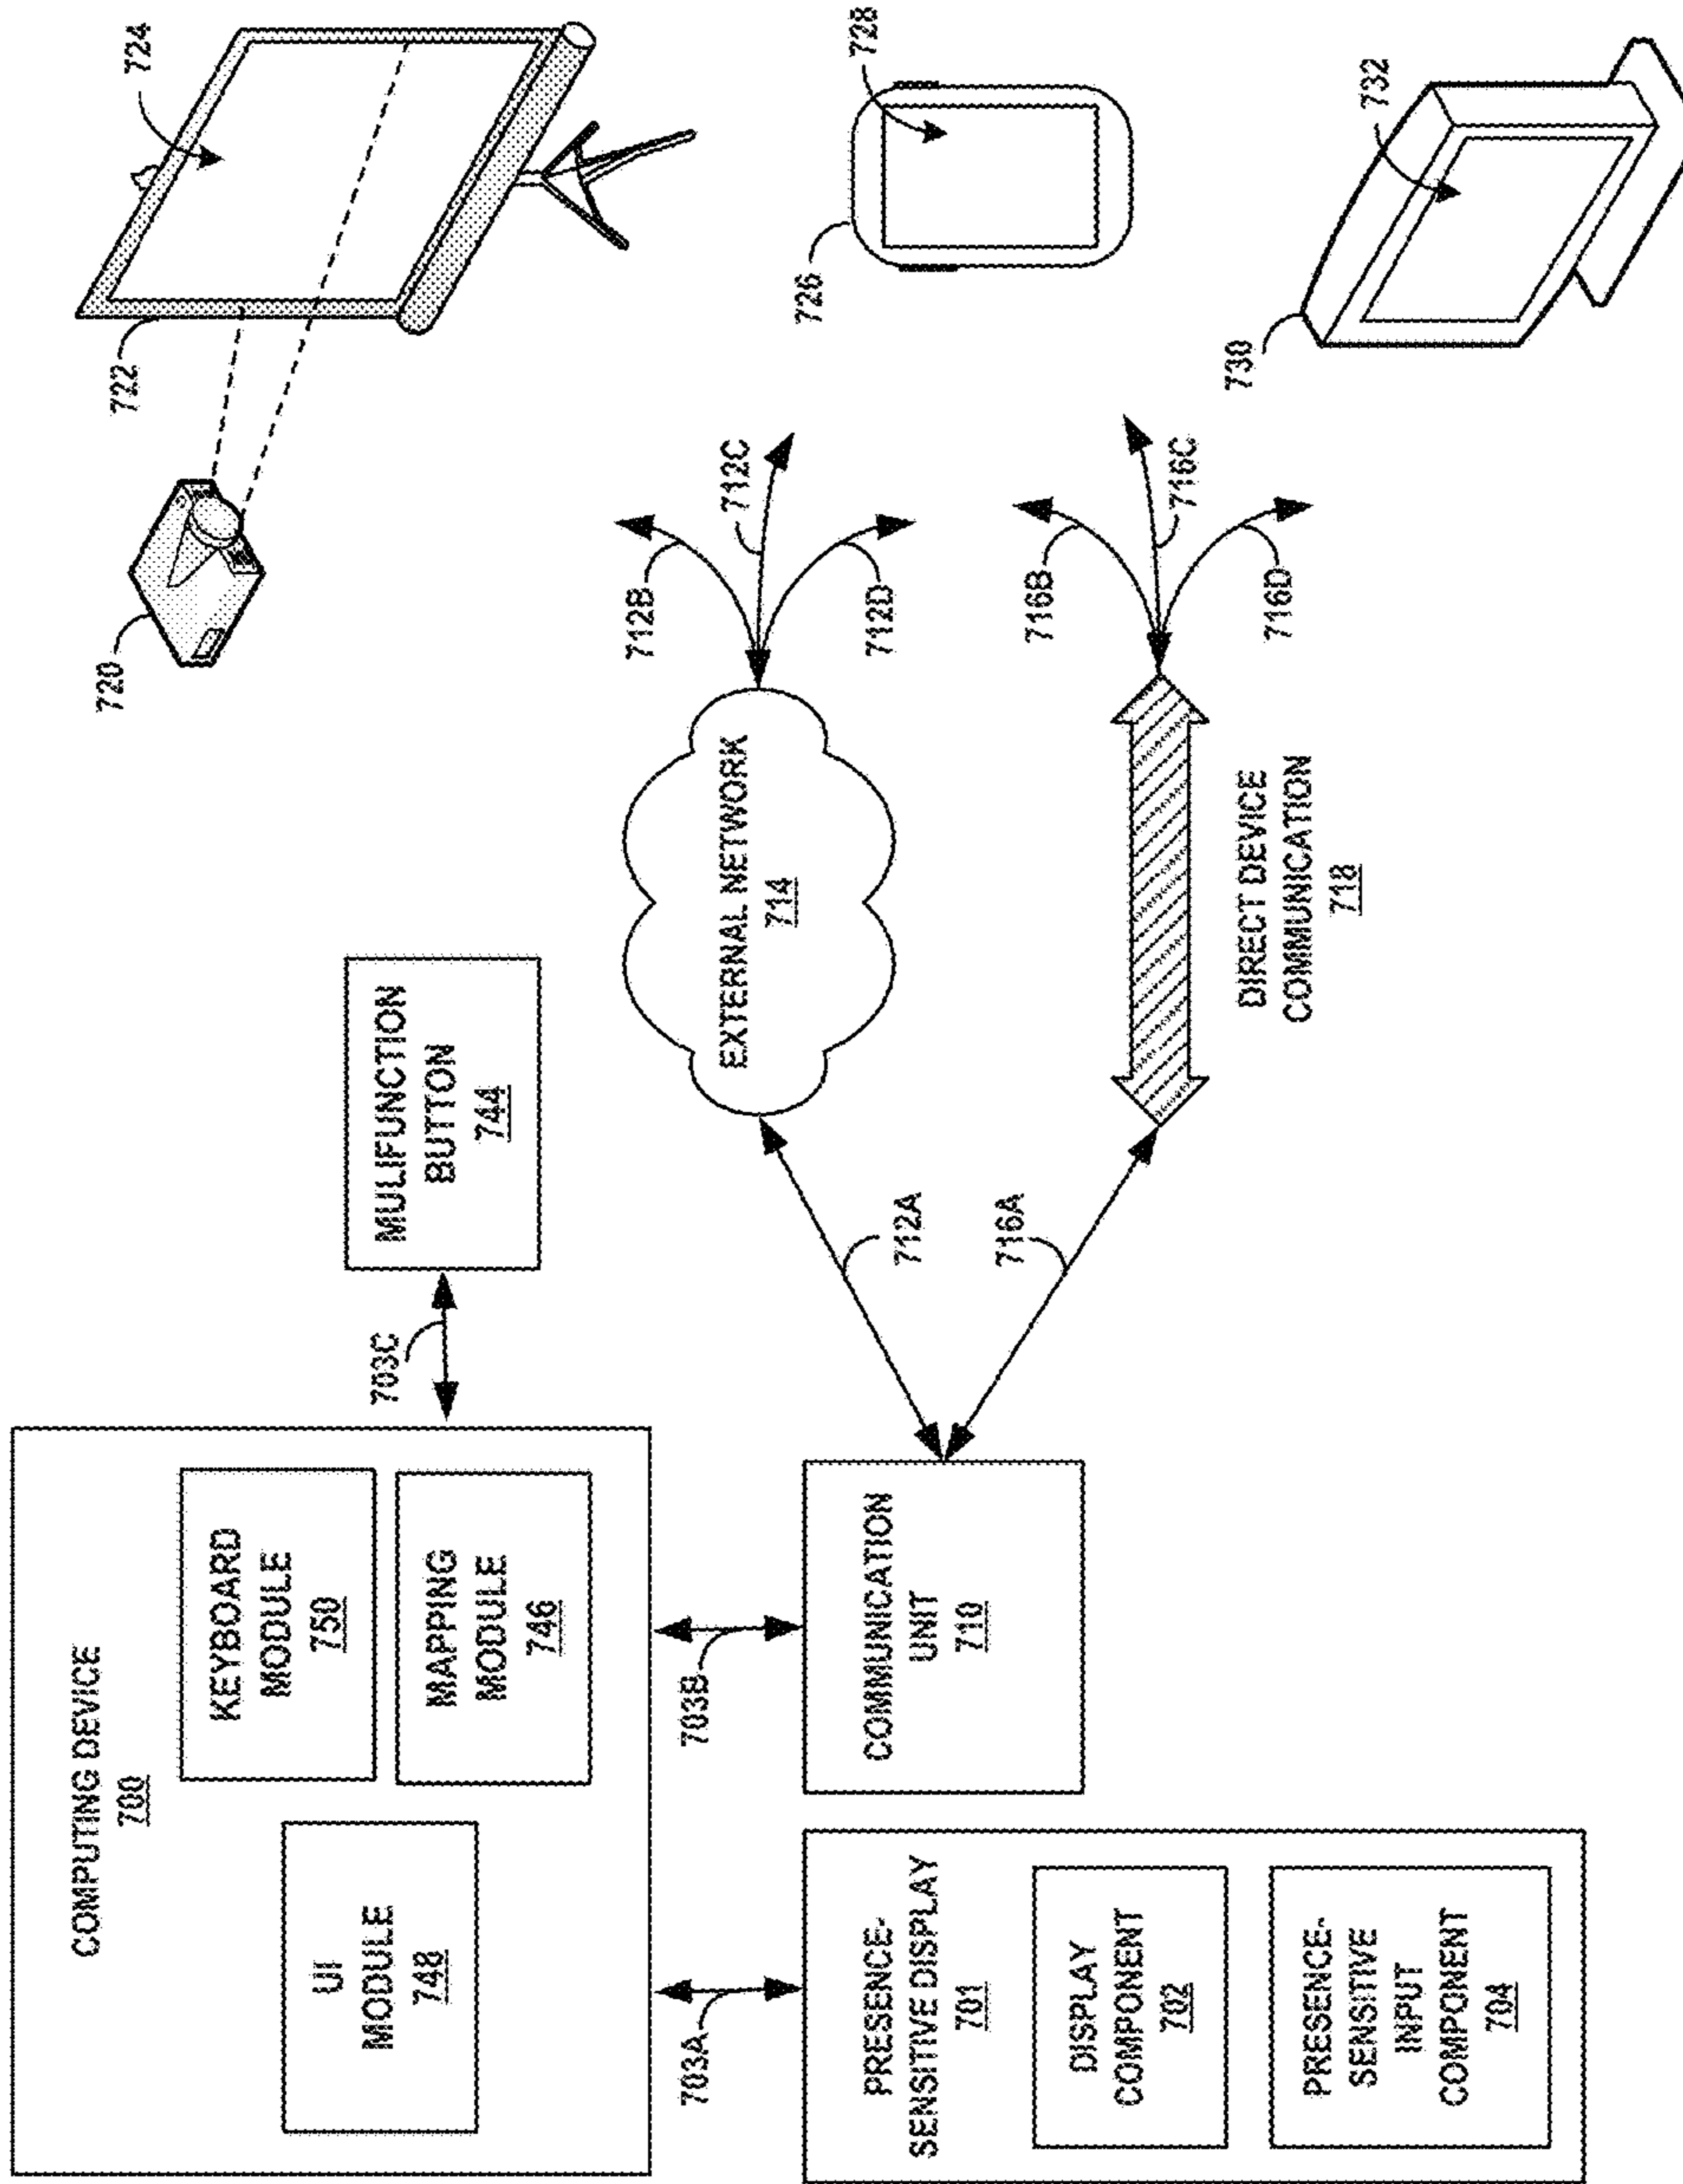 COMPUTING DEVICE
700
UI
MODULE
748
KEYBOARD
MODULE
750
MAPPING
MODULE
746
703C
MULIFUNCTION
BUTTON
744
703A
703B
PRESENCE-
SENSITIVE DISPLAY
701
DISPLAY
COMPONENT
702
PRESENCE-
SENSITIVE
INPUT
COMPONENT
704
COMMUNICATION
UNIT
710
712A
716A
EXTERNAL NETWORK
714
712B
712C
712D
DIRECT DEVICE
COMMUNICATION
718
716B
716C
716D
720
722
724
726
728
730
732